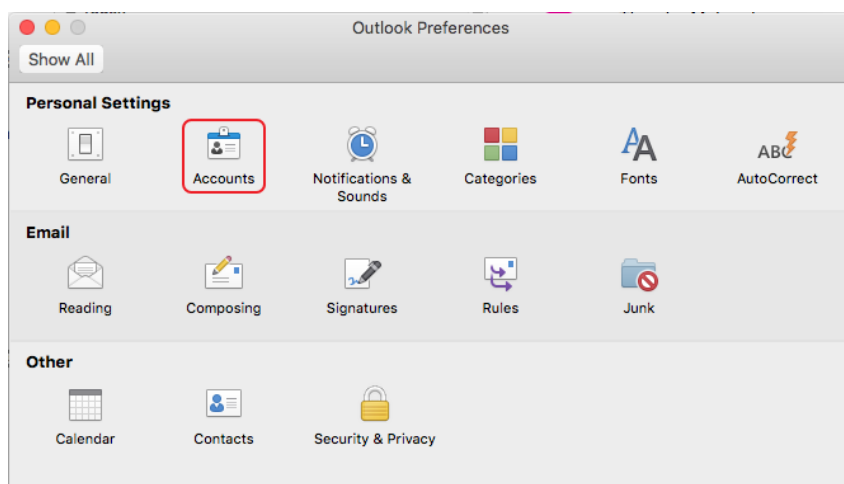 Outlook Preferences
Show All
Personal Settings
General
Accounts
Notifications &
Sounds
Categories
Fonts
ABC
AutoCorrect
Email
Reading
Composing
Signatures
Rules
Junk
Other
Calendar
Contacts
Security & Privacy